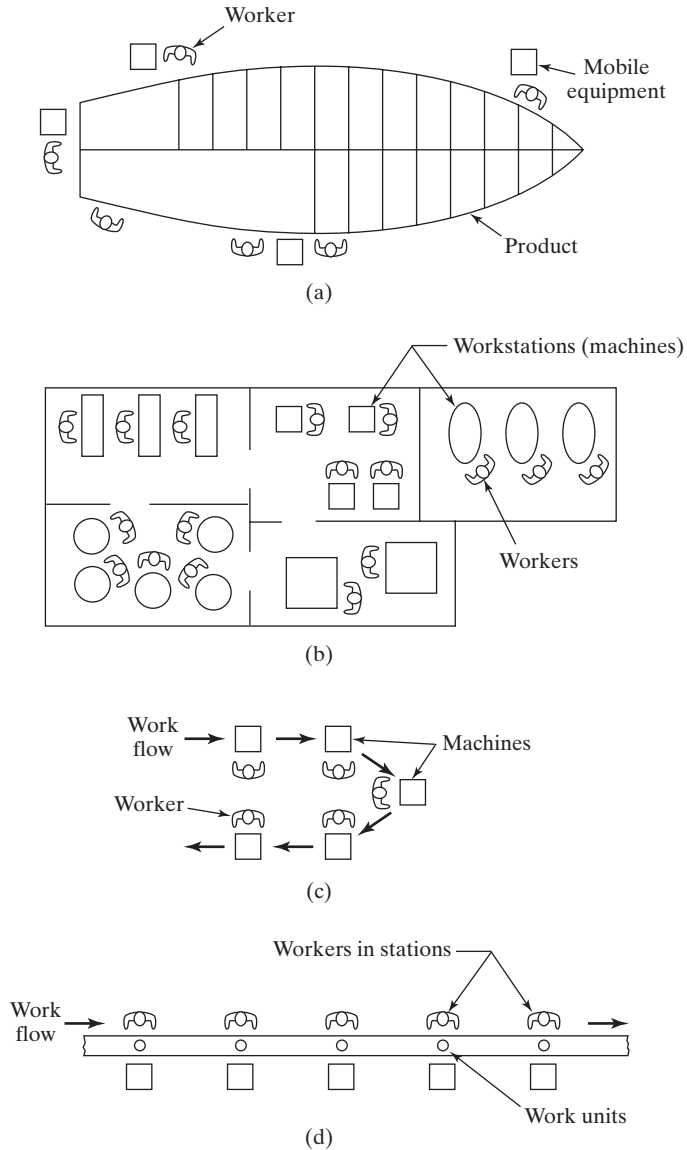 Worker
Mobile
equipment
Product
(a)
Workstations (machines)
Workers
(b)
Work
flow
Machines
Worker
(c)
Workers in stations
Work
flow
Work units
(d)